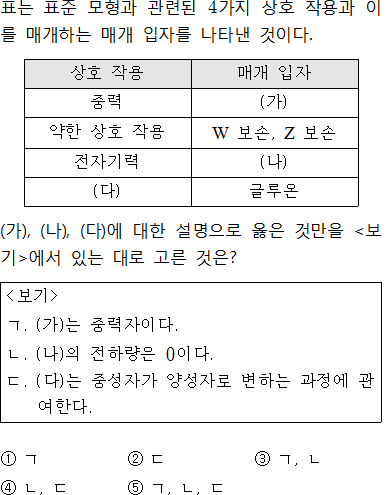 표는 표준 모형과 관련된 4가지 상호 작용과 이
를 매개하는 매개 입자를 나타낸 것이다.
상호 작용 매개 입자
중력 (가)
약한 상호 작용 W 보손, Z 보손
전자기력 (나)
(다) 글루온
(가), (나), (다)에 대한 설명으로 옳은 것만을 <보
기>에서 있는 대로 고른 것은?
<보기>
ㄱ. (가)는 중력자이다.
ㄴ. (나)의 전하량은 0이다.
ㄷ. (다)는 중성자가 양성자로 변하는 과정에 관
여한다.
① ㄱ ② ㄷ ③ ㄱ, ㄴ
④ ㄴ, ㄷ ⑤ ㄱ, ㄴ, ㄷ